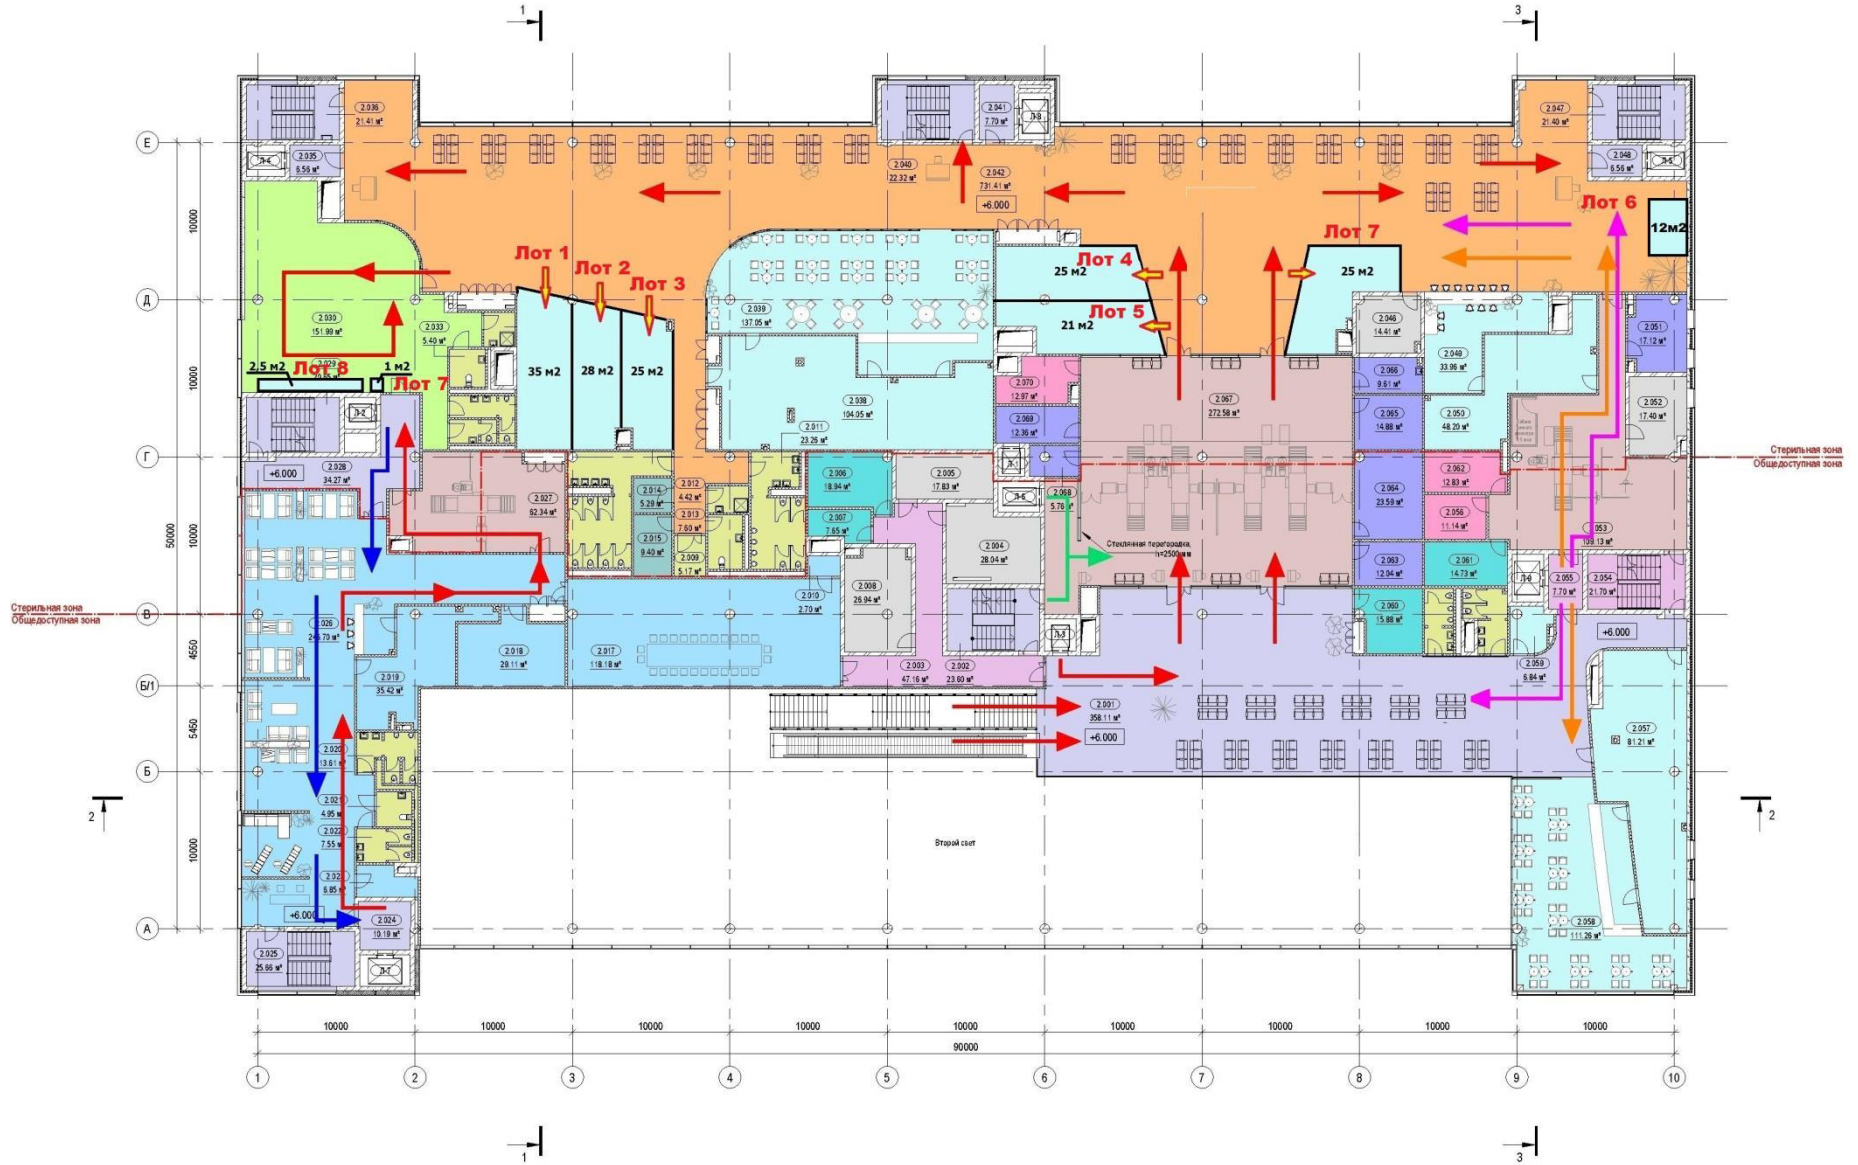 1
3
2.036
21.41 м²
2.041
7.70 м²
Л-8
2.047
21.40 м²
Е
Л-4
2.035
6.56 м²
2.040
22.32 м²
2.042
731.41 м²
+6.000
2.048
6.56 м²
Л-5
Лот 6
12м2
10000
Лот 1
Лот 2
Лот 3
Лот 4
25 м2
Лот 7
25 м2
Д
2.030
151.99 м²
2.033
5.40 м²
2.039
137.05 м²
21 м2
Лот 5
2.046
14.41 м²
2.051
17.12 м²
2.049
33.96 м²
2,5 м2
Лот 8
2.029
1 м2
Лот 7
35 м2
28 м2
25 м2
10000
2.070
12.97 м²
2.067
272.58 м²
2.066
9.61 м²
2.038
104.05 м²
2.069
12.36 м²
2.065
14.88 м²
2.050
48.20 м²
2.052
17.40 м²
Л-2
2.011
23.26 м²
Г
Стерильная зона
Общедоступная зона
+6.000
2.028
34.27 м²
2.027
62.34 м²
2.014
5.29 м²
2.012
4.42 м²
2.006
18.94 м²
2.005
17.83 м²
Л-6
2.068
5.76 м²
2.064
23.59 м²
2.062
12.83 м²
2.013
7.60 м²
2.007
7.65 м²
2.056
11.14 м²
2.053
109.13 м²
50000
10000
2.015
9.40 м²
2.009
5.17 м²
2.004
28.04 м²
Стеклянная перегородка,
h=2500 мм
2.063
12.04 м²
2.061
14.73 м²
Л-9
2.055
7.70 м²
2.054
21.70 м²
2.008
26.94 м²
2.010
2.70 м²
Стерильная зона
Общедоступная зона
В
2.026
2.060
15.88 м²
+6.000
Л-3
4550
2.018
29.11 м²
2.017
118.18 м²
2.003
47.16 м²
2.002
23.60 м²
2.059
6.84 м²
Б/1
2.019
35.42 м²
2.001
358.11 м²
+6.000
5450
2.057
81.21 м²
2.020
13.61 м²
Б
2.021
4.95 м²
2
2
2.022
7.55 м²
10000
Второй свет
6.85 м²
+6.000
2.024
10.19 м²
2.058
111.26 м²
А
2.025
25.66 м²
Л-7
10000
10000
10000
10000
10000
10000
10000
10000
10000
90000
1
2
3
4
5
6
7
8
9
10
1
3